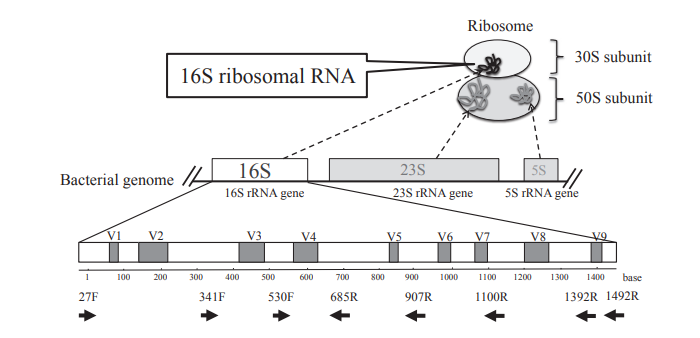 Ribosome
30S subunit
16S ribosomal RNA
50S subunit
16S 23S 5S
Bacterial genome
16S rRNA gene 23S rRNA gene 5S rRNA gene
V1 V2 V3 V4 V5 V6 V7 V8 V9
1 100 200 300 400 500 600 700 800 900 1000 1100 1200 1300 1400 base
27F 341F 530F 685R 907R 1100R 1392R 1492R